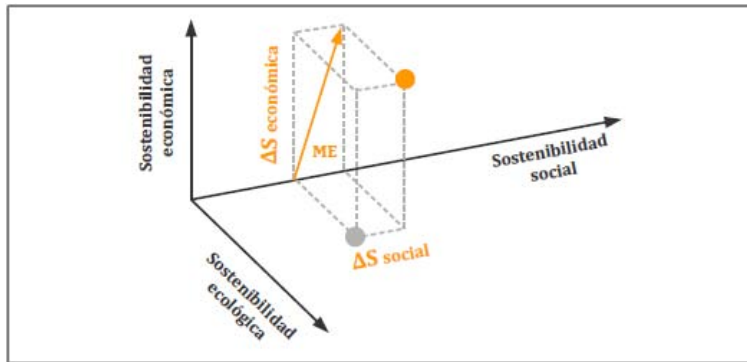 Sostenibilidad
económica
ΔS económica
ME
Sostenibilidad
social
ΔS social
Sostenibilidad
ecológica